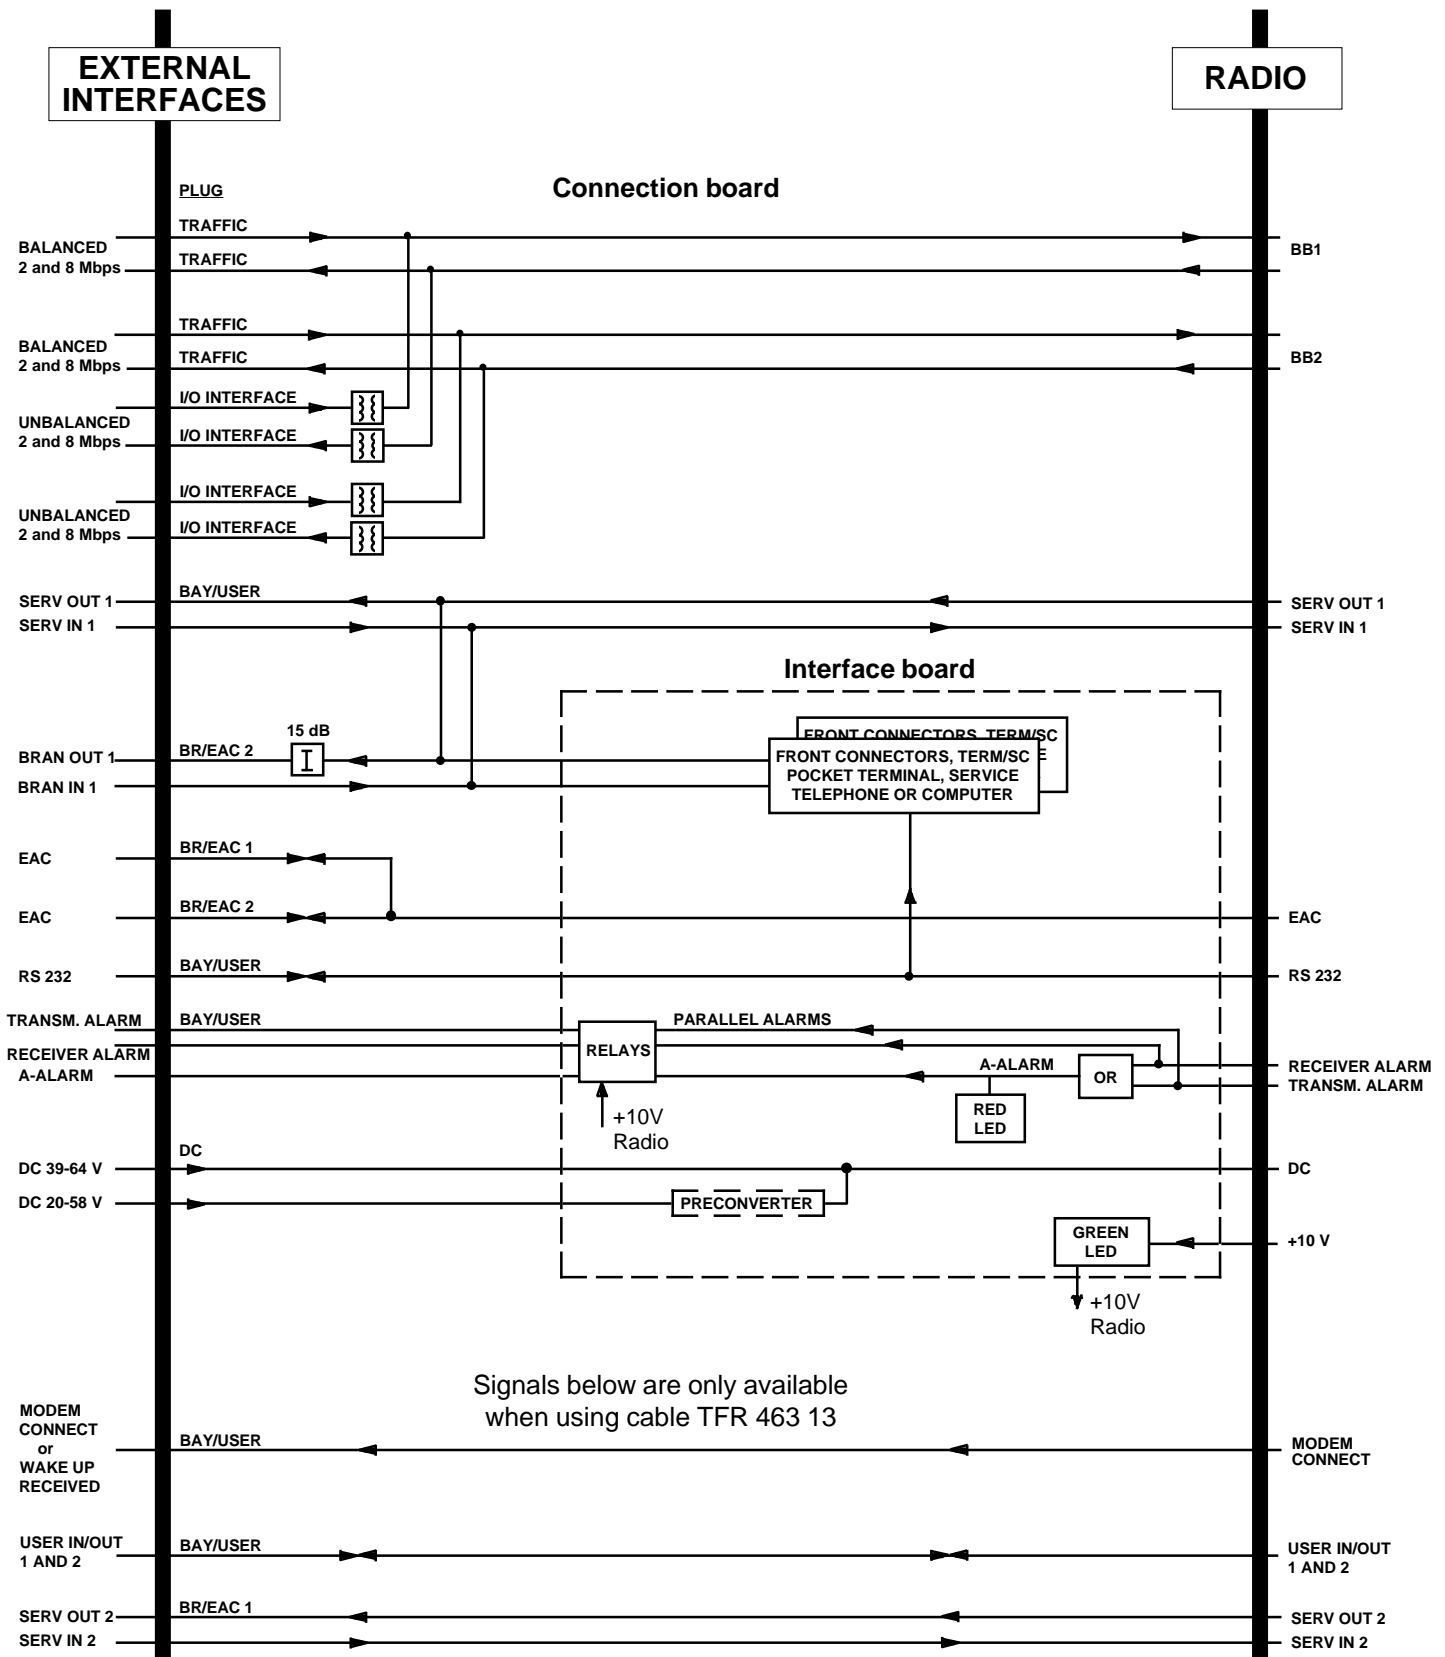 EXTERNAL
INTERFACES
RADIO
PLUG
Connection board
TRAFFIC
BALANCED
2 and 8 Mbps
TRAFFIC
BB1
TRAFFIC
BALANCED
2 and 8 Mbps
TRAFFIC
BB2
I/O INTERFACE
UNBALANCED
2 and 8 Mbps
I/O INTERFACE
I/O INTERFACE
UNBALANCED
2 and 8 Mbps
I/O INTERFACE
BAY/USER
SERV OUT 1
SERV OUT 1
SERV IN 1
SERV IN 1
Interface board
15 dB
BRAN OUT 1
BR/EAC 2
BRAN IN 1
FRONT CONNECTORS, TERM/SC
E
FRONT CONNECTORS, TERM/SC
POCKET TERMINAL, SERVICE
TELEPHONE OR COMPUTER
BR/EAC 1
EAC
BR/EAC 2
EAC
EAC
BAY/USER
RS 232
RS 232
TRANSM. ALARM
BAY/USER
PARALLEL ALARMS
RECEIVER ALARM
RELAYS
A-ALARM
A-ALARM
OR
RECEIVER ALARM
TRANSM. ALARM
RED
LED
+10V
Radio
DC
DC 39-64 V
DC
DC 20-58 V
PRECONVERTER
GREEN
LED
+10 V
+10V
Radio
Signals below are only available
when using cable TFR 463 13
MODEM
CONNECT
or
WAKE UP
RECEIVED
BAY/USER
MODEM
CONNECT
USER IN/OUT
1 AND 2
BAY/USER
USER IN/OUT
1 AND 2
BR/EAC 1
SERV OUT 2
SERV OUT 2
SERV IN 2
SERV IN 2